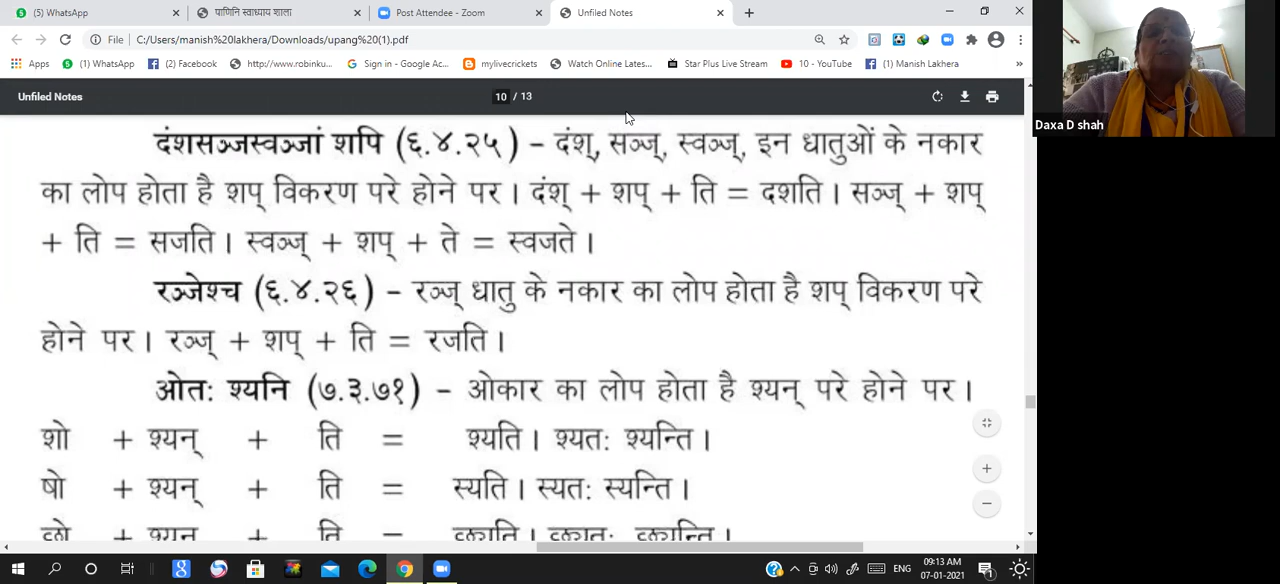 (5) WhatsApp
पाणिनि स्वाध्याय शाला
Post Attendee - Zoom
Unfiled Notes
File
C:/Users/manish%20lakhera/Downloads/upang%20(1).pdf
Apps
(1) WhatsApp
(2) Facebook
http://www.robinku...
Sign in - Google Ac...
mylivecrickets
Watch Online Lates...
Star Plus Live Stream
10 - YouTube
(1) Manish Lakhera
»
Unfiled Notes
10 / 13
Daxa D shah
दंशसञ्जस्वञ्जां शपि (६.४.२५) – दंश्, सञ्ज्, स्वञ्ज्, इन धातुओं के नकार
का लोप होता है शप् विकरण परे होने पर । दंश् + शप् + ति = दशति । सञ्ज् + शप्
+ ति = सजति । स्वञ्ज् + शप् + ते = स्वजते ।
रञ्जेश्च (६.४.२६) – रञ्ज् धातु के नकार का लोप होता है शप् विकरण परे
होने पर । रञ्ज् + शप् + ति = रजति ।
ओतः श्यनि (७.३.७१) – ओकार का लोप होता है श्यन् परे होने पर ।
शो + श्यन् + ति = श्यति । श्यतः श्यन्ति ।
षो + श्यन् + ति = स्यति । स्यतः स्यन्ति ।
छो + श्यन् + ति = छ्यति । छ्यतः छ्यन्ति ।
ENG
09:13 AM
07-01-2021
1